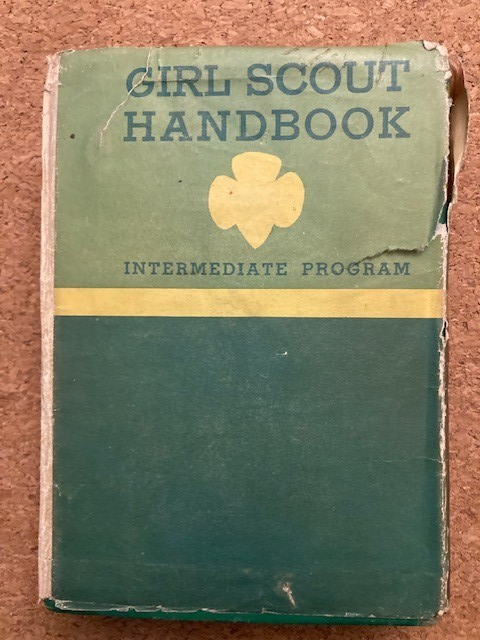 GIRL SCOUT
HANDBOOK
INTERMEDIATE PROGRAM